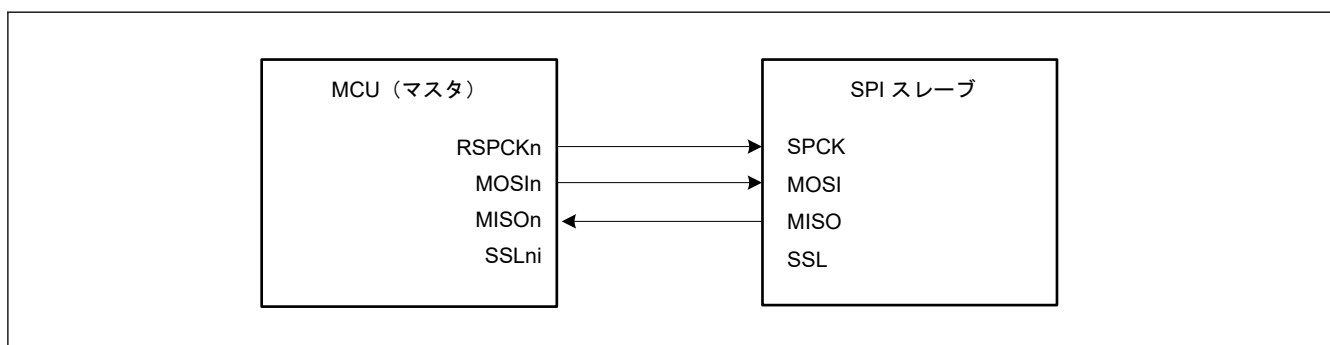 MCU（マスタ）
RSPCKn
MOSIn
MISOn
SSLni
SPI スレーブ
SPCK
MOSI
MISO
SSL